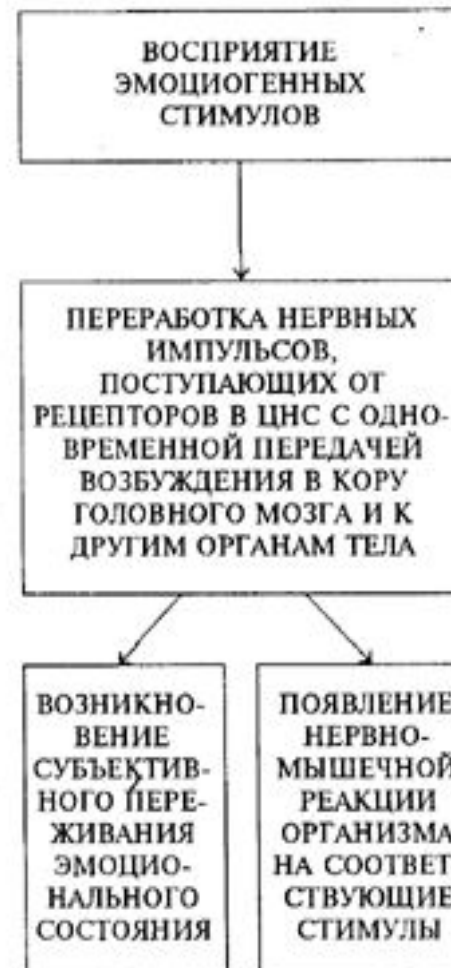 ВОСПРИЯТИЕ
ЭМОЦИОГЕННЫХ
СТИМУЛОВ
ПЕРЕРАБОТКА НЕРВНЫХ
ИМПУЛЬСОВ,
ПОСТУПАЮЩИХ ОТ
РЕЦЕПТОРОВ В ЦНС С ОДНО-
ВРЕМЕННОЙ ПЕРЕДАЧЕЙ
ВОЗБУЖДЕНИЯ В КОРУ
ГОЛОВНОГО МОЗГА И К
ДРУГИМ ОРГАНАМ ТЕЛА
ВОЗНИКНО-
ВЕНИЕ
СУБЪЕКТИВ-
НОГО ПЕРЕ-
ЖИВАНИЯ
ЭМОЦИО-
НАЛЬНОГО
СОСТОЯНИЯ
ПОЯВЛЕНИЕ
НЕРВНО-
МЫШЕЧНОЙ
РЕАКЦИИ
ОРГАНИЗМА
НА СООТВЕТ-
СТВУЮЩИЕ
СТИМУЛЫ